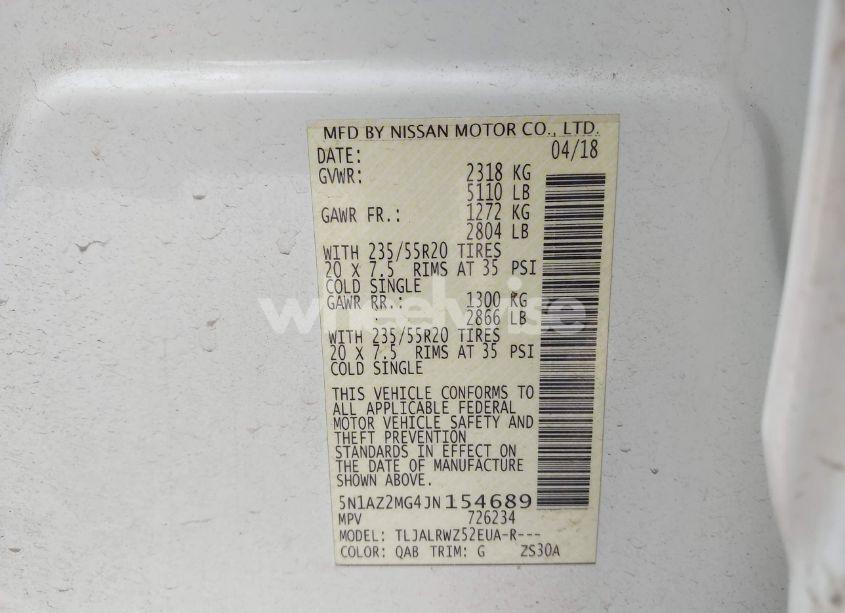 MFD BY NISSAN MOTOR CO., LTD.
DATE: 04/18
GVWR: 2318 KG
5110 LB
GAWR FR.: 1272 KG
2804 LB
WITH 235/55R20 TIRES
20 X 7.5 RIMS AT 35 PSI
COLD SINGLE
GAWR RR.: 1300 KG
2866 LB
wheelwise
WITH 235/55R20 TIRES
20 X 7.5 RIMS AT 35 PSI
COLD SINGLE
THIS VEHICLE CONFORMS TO
ALL APPLICABLE FEDERAL
MOTOR VEHICLE SAFETY AND
THEFT PREVENTION
STANDARDS IN EFFECT ON
THE DATE OF MANUFACTURE
SHOWN ABOVE.
5N1AZ2MG4JN154689
MPV 726234
MODEL: TLJALRWZ52EUA-R---
COLOR: QAB TRIM: G ZS30A